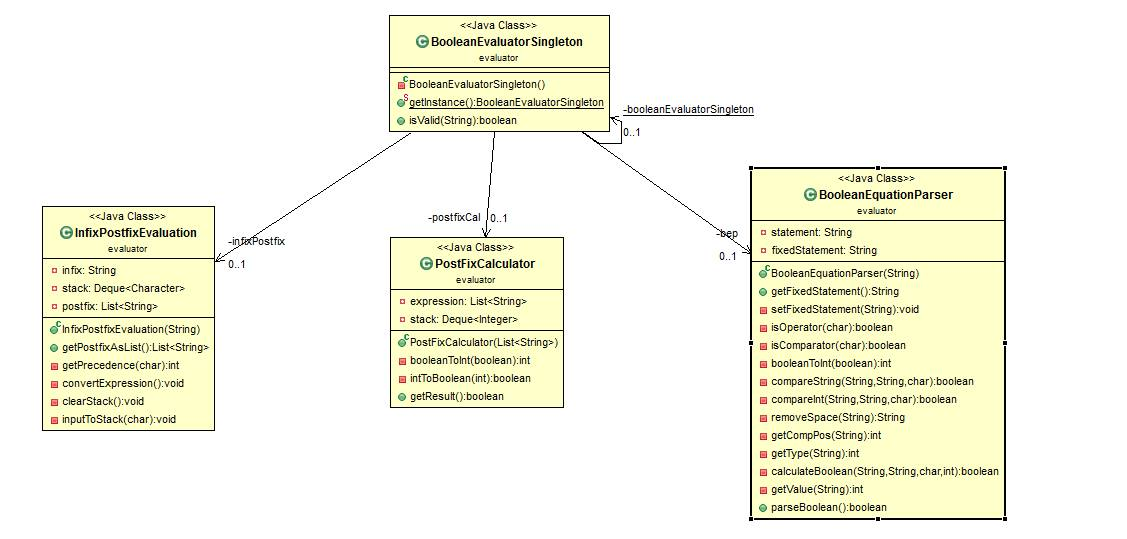 <<Java Class>>
BooleanEvaluatorSingleton
evaluator
BooleanEvaluatorSingleton()
getInstance():BooleanEvaluatorSingleton
isValid(String):boolean
-booleanEvaluatorSingleton
0..1
-infixPostfix
0..1
-postfixCal
0..1
-bep
0..1
<<Java Class>>
InfixPostfixEvaluation
evaluator
infix: String
stack: Deque<Character>
postfix: List<String>
InfixPostfixEvaluation(String)
getPostfixAsList():List<String>
getPrecedence(char):int
convertExpression():void
clearStack():void
inputToStack(char):void
<<Java Class>>
PostFixCalculator
evaluator
expression: List<String>
stack: Deque<Integer>
PostFixCalculator(List<String>)
booleanToInt(boolean):int
intToBoolean(int):boolean
getResult():boolean
<<Java Class>>
BooleanEquationParser
evaluator
statement: String
fixedStatement: String
BooleanEquationParser(String)
getFixedStatement():String
setFixedStatement(String):void
isOperator(char):boolean
isComparator(char):boolean
booleanToInt(boolean):int
compareString(String,String,char):boolean
compareInt(String,String,char):boolean
removeSpace(String):String
getCompPos(String):int
getType(String):int
calculateBoolean(String,String,char,int):boolean
getValue(String):int
parseBoolean():boolean